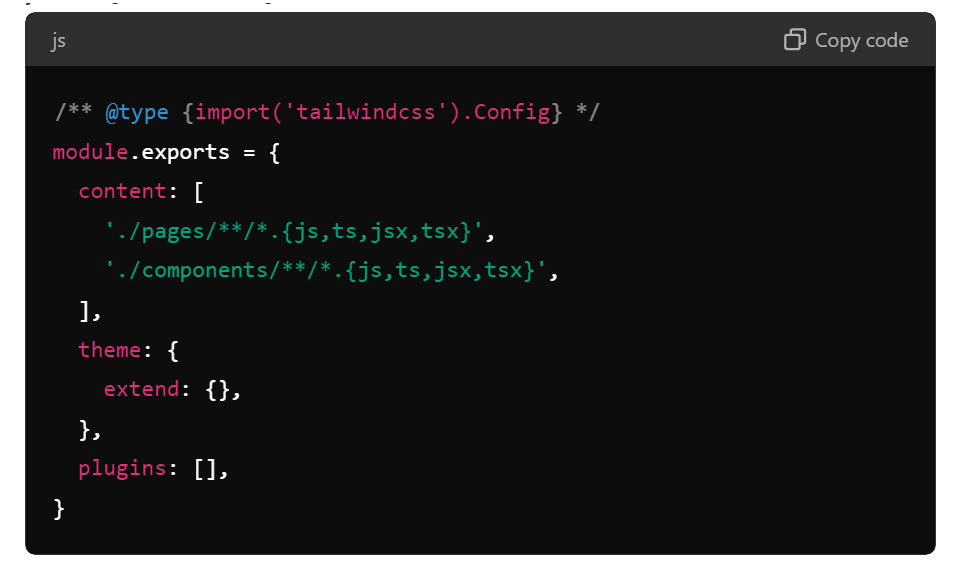 js
Copy code
/** @type {import('tailwindcss').Config} */
module.exports = {
  content: [
    './pages/**/*.{js,ts,jsx,tsx}',
    './components/**/*.{js,ts,jsx,tsx}',
  ],
  theme: {
    extend: {},
  },
  plugins: [],
}